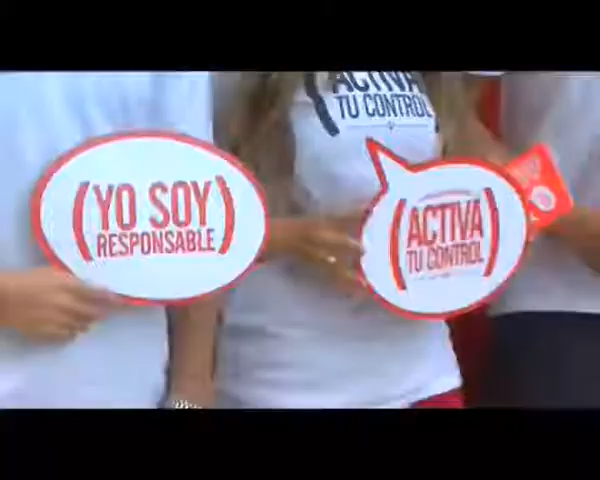 ACTIVA
TU CONTROL
YO SOY
RESPONSABLE
ACTIVA
TU CONTROL